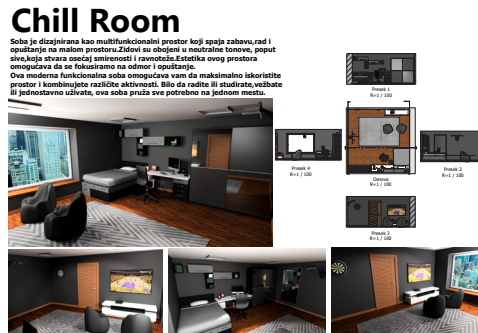 Chill Room
Soba je dizajnirana kao multifunkcionalni prostor koji spaja zabavu,rad i
opuštanje na malom prostoru.Zidovi su obojeni u neutralne tonove, poput
sive,koja stvara osećaj smirenosti i ravnoteže.Estetika ovog prostora
omogućava da se fokusiramo na odmor i opuštanje.
Ova moderna funkcionalna soba omogućava vam da maksimalno iskoristite
prostor i kombinujete različite aktivnosti. Bilo da radite ili studirate,vežbate
ili jednostavno uživate, ova soba pruža sve potrebno na jednom mestu.
Presek 1
R=1 / 100
Presek 4
R=1 / 100
Osnova
R=1 / 100
Presek 2
R=1 / 100
Presek 3
R=1 / 100